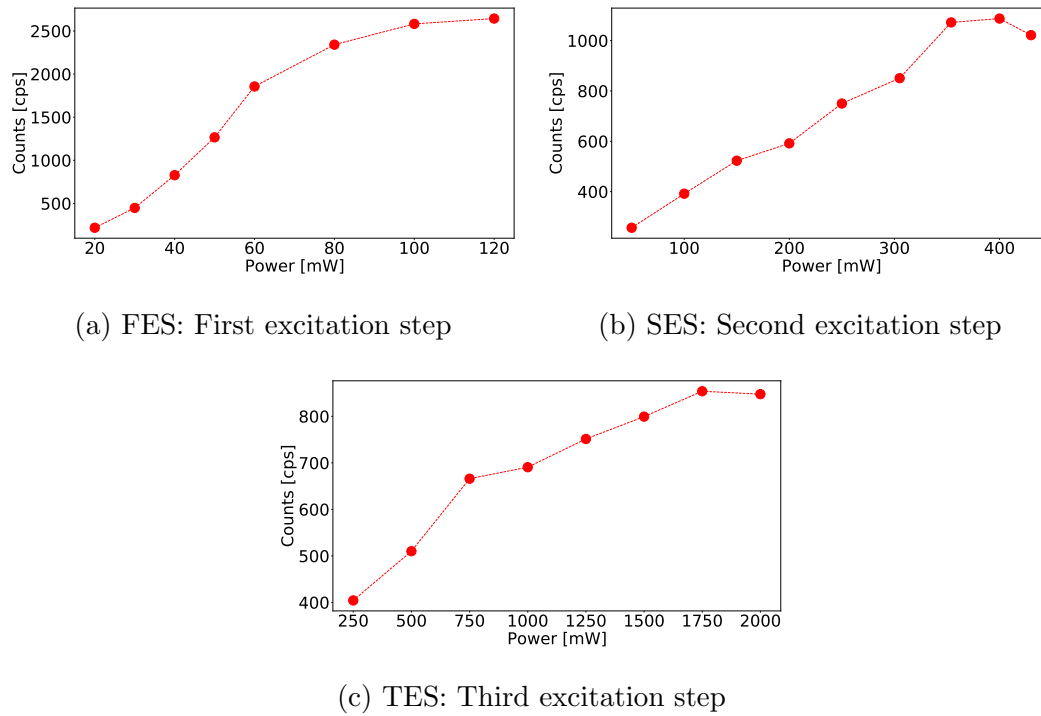 2500
2000
1500
1000
500
Counts [cps]
20 40 60 80 100 120
Power [mW]
(a) FES: First excitation step
1000
800
600
400
Counts [cps]
100 200 300 400
Power [mW]
(b) SES: Second excitation step
800
700
600
500
400
Counts [cps]
250 500 750 1000 1250 1500 1750 2000
Power [mW]
(c) TES: Third excitation step